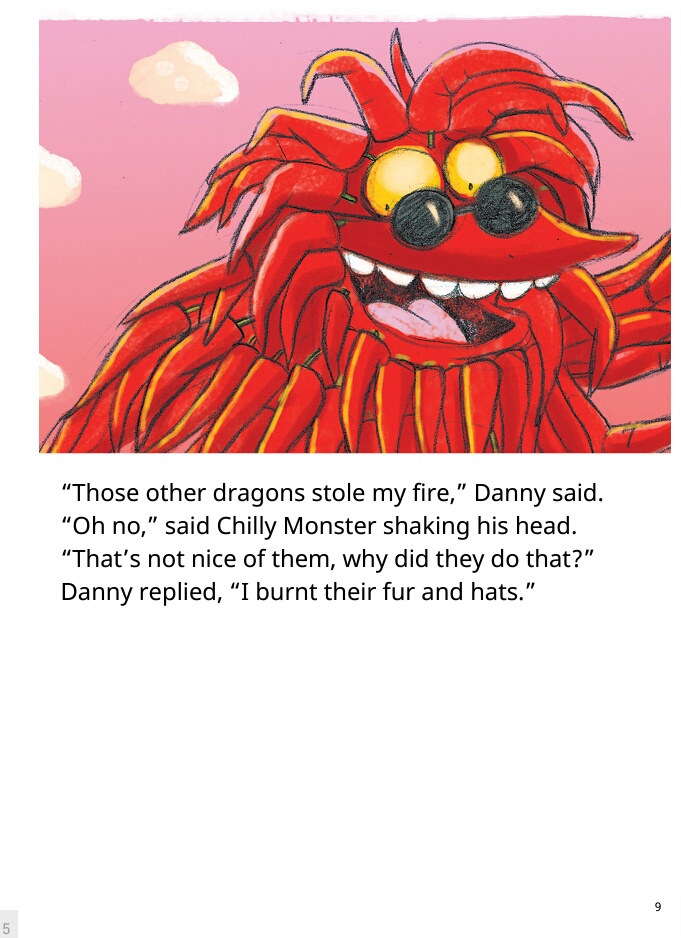 “Those other dragons stole my fire,” Danny said.
“Oh no,” said Chilly Monster shaking his head.
“That’s not nice of them, why did they do that?”
Danny replied, “I burnt their fur and hats.”
9
5